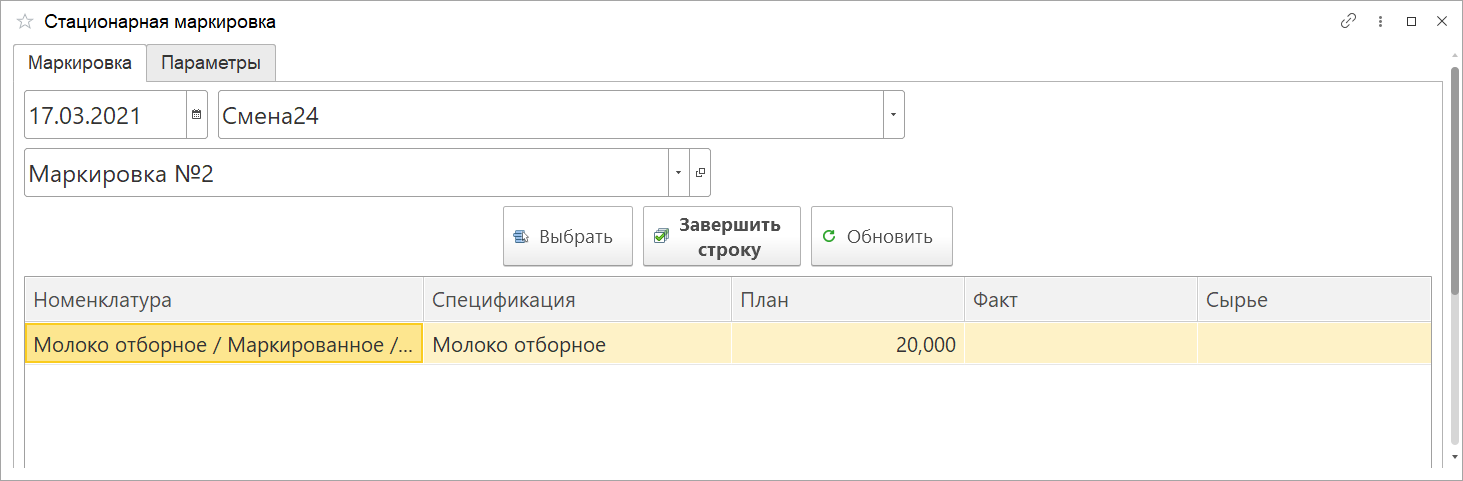 Стационарная маркировка
Маркировка Параметры
17.03.2021 Смена24
Маркировка №2
Выбрать Завершить строку Обновить
Номенклатура Спецификация План Факт Сырье
Молоко отборное / Маркированное /... Молоко отборное 20,000